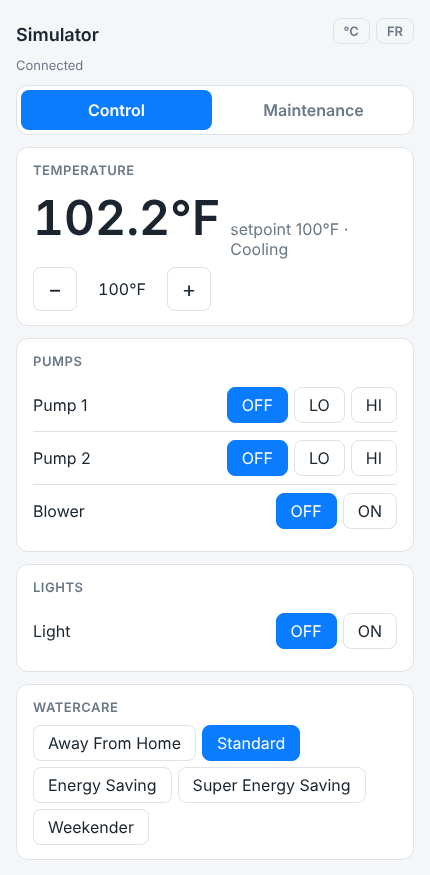 Simulator
°C
FR
Connected
Control
Maintenance
TEMPERATURE
102.2°F
setpoint 100°F ·
Cooling
−
100°F
+
PUMPS
Pump 1
OFF
LO
HI
Pump 2
OFF
LO
HI
Blower
OFF
ON
LIGHTS
Light
OFF
ON
WATERCARE
Away From Home
Standard
Energy Saving
Super Energy Saving
Weekender